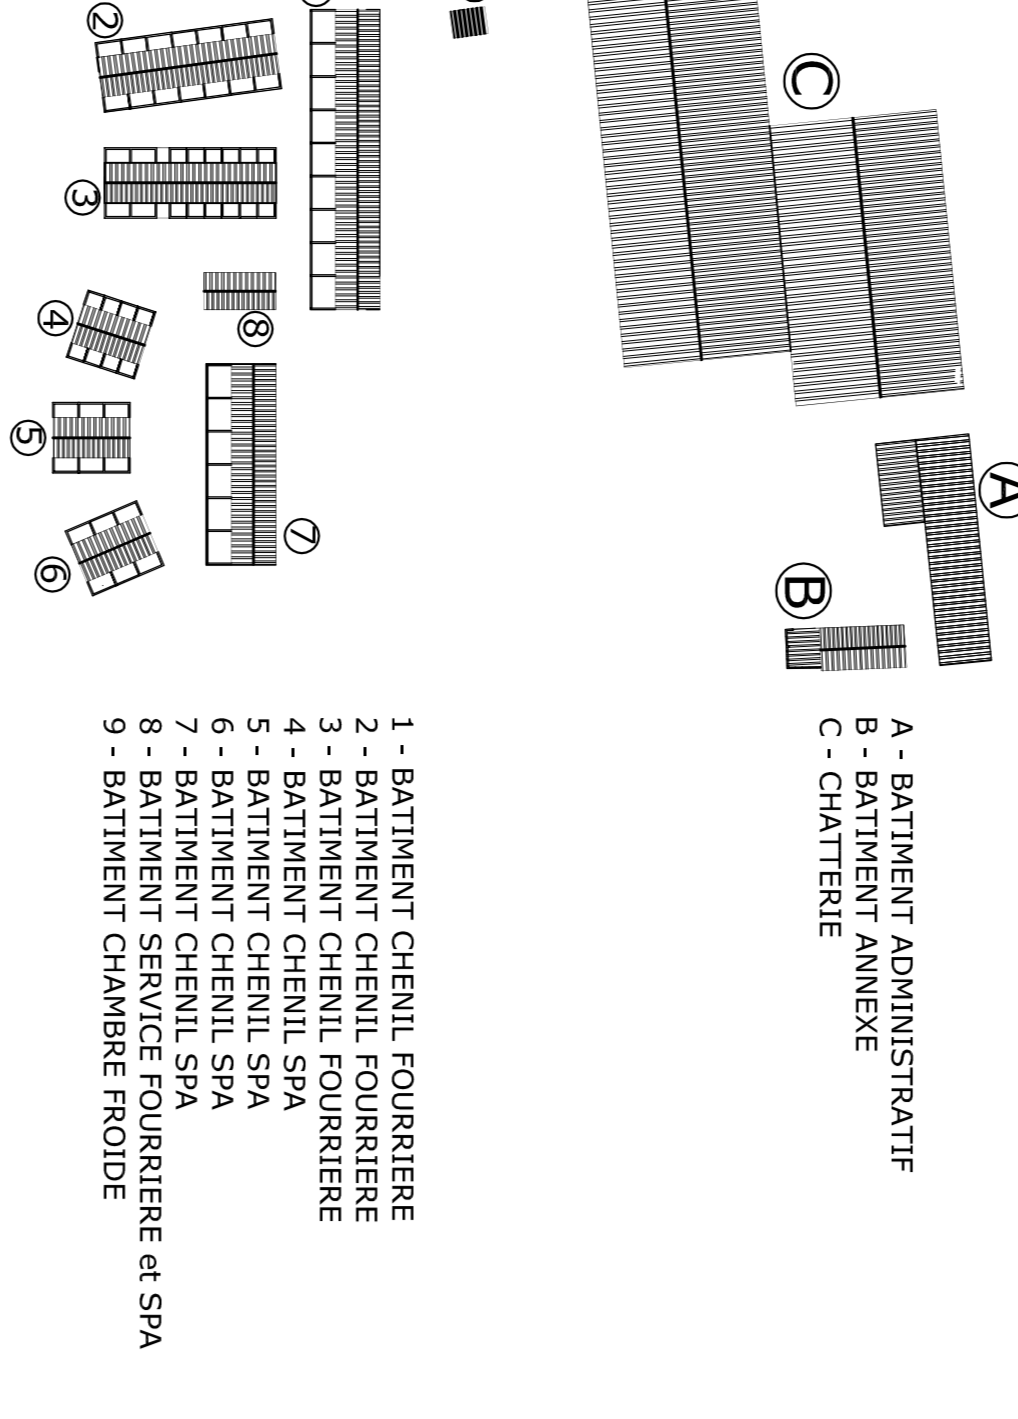 A - BATIMENT ADMINISTRATIF
B - BATIMENT ANNEXE
C - CHATTERIE
1 - BATIMENT CHENIL FOURRIERE
2 - BATIMENT CHENIL FOURRIERE
3 - BATIMENT CHENIL FOURRIERE
4 - BATIMENT CHENIL SPA
5 - BATIMENT CHENIL SPA
6 - BATIMENT CHENIL SPA
7 - BATIMENT CHENIL SPA
8 - BATIMENT SERVICE FOURRIERE et SPA
9 - BATIMENT CHAMBRE FROIDE
A
C
B
7
8
2
3
4
5
6